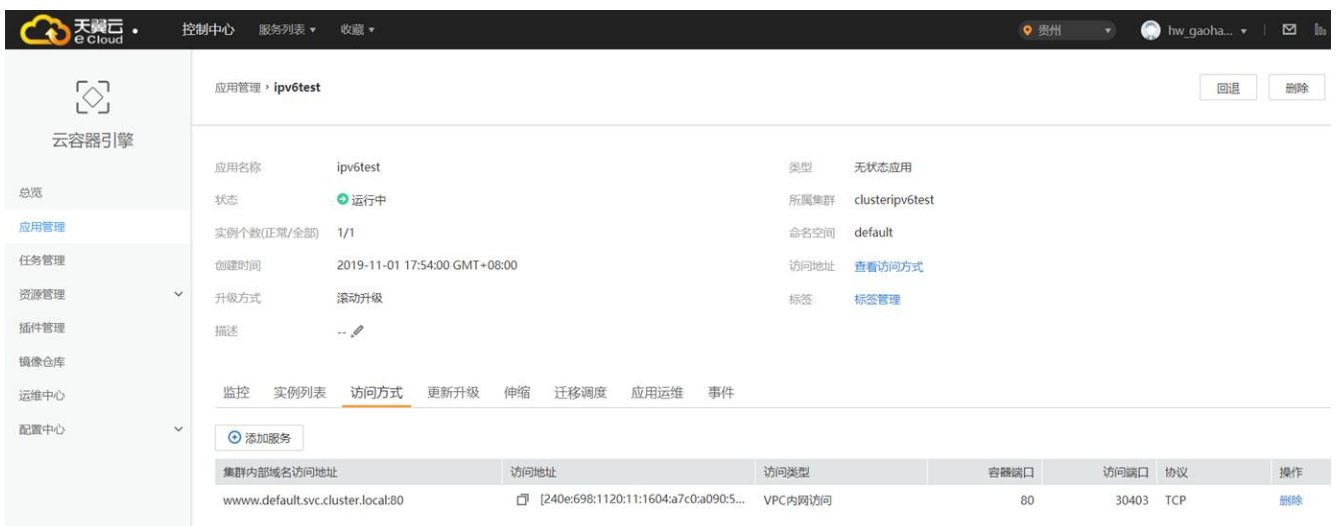 天翼云
e Cloud
控制中心 服务列表 收藏 贵州 hw_gaoha...
应用管理 › ipv6test 回退 删除
云容器引擎
总览
应用管理
任务管理
资源管理
插件管理
镜像仓库
运维中心
配置中心
应用名称 ipv6test 类型 无状态应用
状态 运行中 所属集群 clusteripv6test
实例个数(正常/全部) 1/1 命名空间 default
创建时间 2019-11-01 17:54:00 GMT+08:00 访问地址 查看访问方式
升级方式 滚动升级 标签 标签管理
描述 --
监控 实例列表 访问方式 更新升级 伸缩 迁移调度 应用运维 事件
添加服务
集群内部域名访问地址 访问地址 访问类型 容器端口 访问端口 协议 操作
wwww.default.svc.cluster.local:80 [240e:698:1120:11:1604:a7c0:a090:5... VPC内网访问 80 30403 TCP 删除